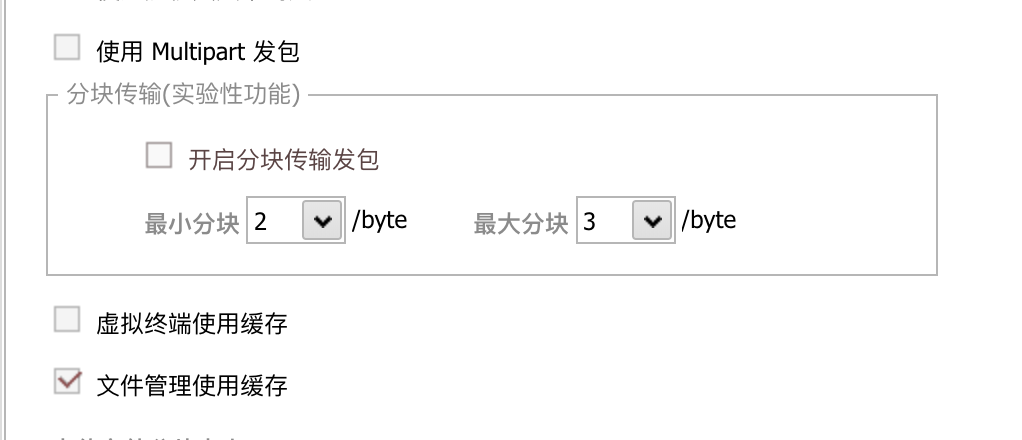 使用 Multipart 发包
分块传输(实验性功能)
开启分块传输发包
最小分块 2 /byte 最大分块 3 /byte
虚拟终端使用缓存
文件管理使用缓存